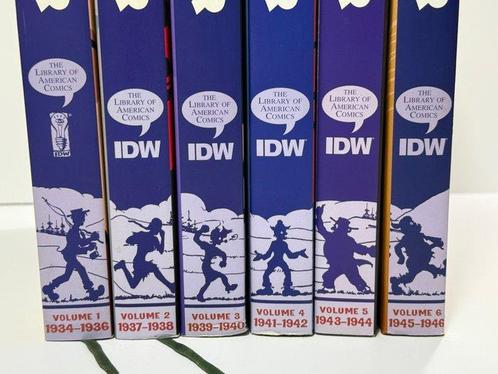 THE
LIBRARY OF
AMERICAN
COMICS
IDW
VOLUME 1
1934–1936
THE
LIBRARY OF
AMERICAN
COMICS
IDW
VOLUME 2
1937–1938
THE
LIBRARY OF
AMERICAN
COMICS
IDW
VOLUME 3
1939–1940
THE
LIBRARY OF
AMERICAN
COMICS
IDW
VOLUME 4
1941–1942
THE
LIBRARY OF
AMERICAN
COMICS
IDW
VOLUME 5
1943–1944
THE
LIBRARY OF
AMERICAN
COMICS
IDW
VOLUME 6
1945–1946